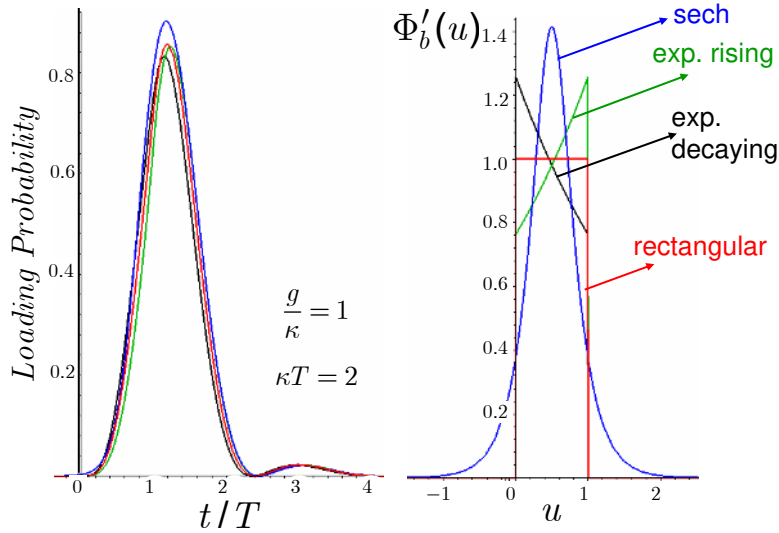 Loading Probability
0.8
0.6
0.4
0.2
0
1
2
3
4
t/T
g/κ = 1
κT = 2
Φ′_b(u)
1.4
1.2
1.0
0.8
0.6
0.4
0.2
−1
0
1
2
u
sech
exp. rising
exp.
decaying
rectangular